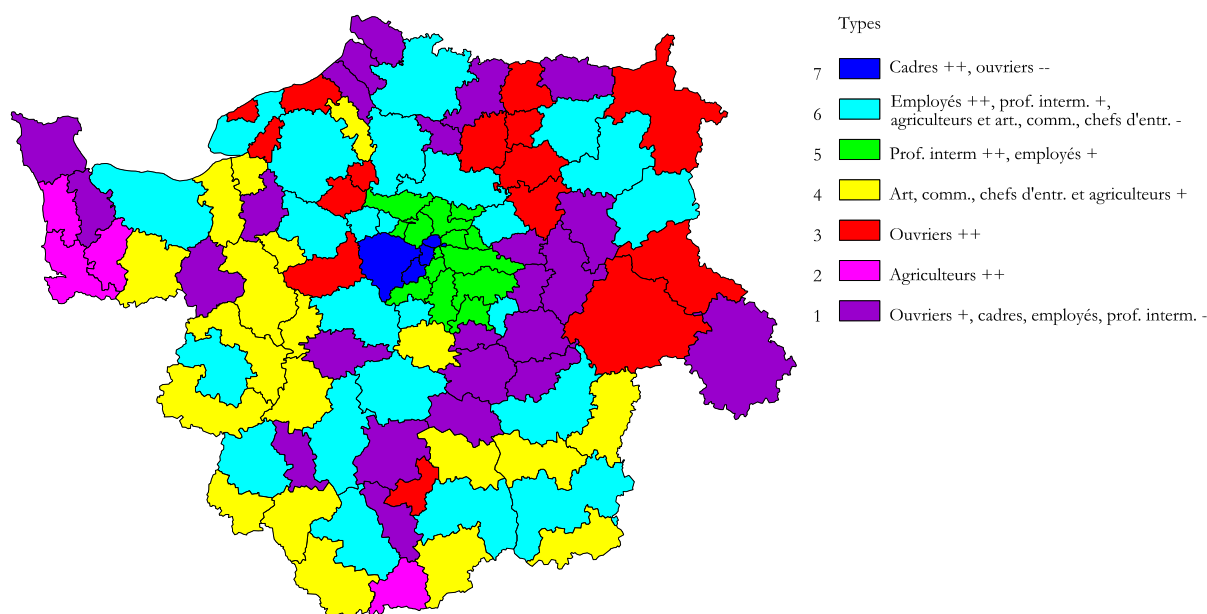 Types
7 Cadres ++, ouvriers --
6 Employés ++, prof. interm. +,
agriculteurs et art., comm., chefs d'entr. -
5 Prof. interm ++, employés +
4 Art, comm., chefs d'entr. et agriculteurs +
3 Ouvriers ++
2 Agriculteurs ++
1 Ouvriers +, cadres, employés, prof. interm. -